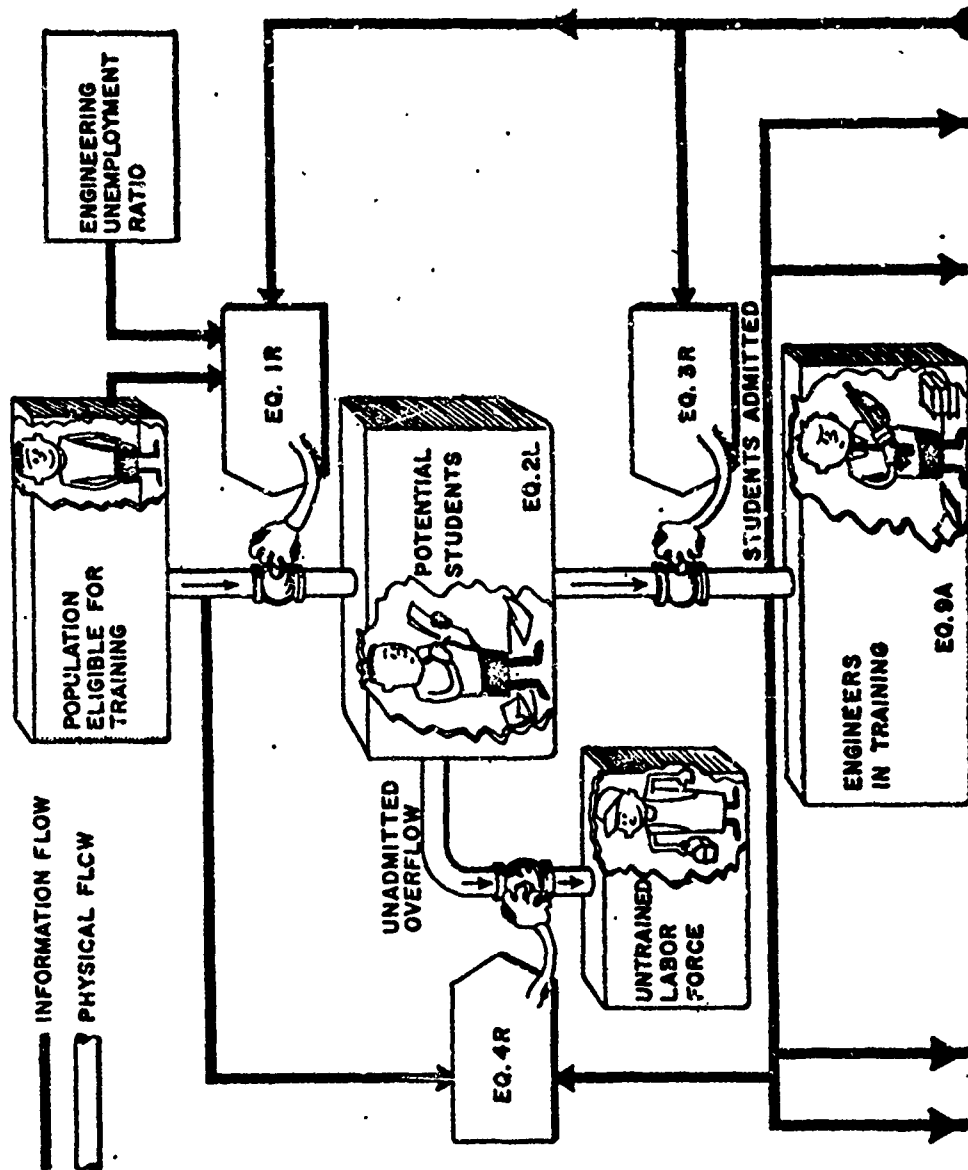 INFORMATION FLOW
PHYSICAL FLCW
POPULATION
ELIGIBLE FOR
TRAINING
ENGINEERING
UNEMPLOYMENT
RATIO
EQ. 1R
POTENTIAL
STUDENTS
EQ.2L
UNADMITTED
OVERFLOW
EQ.4R
UNTRAINED
LABOR
FORCE
EQ. 3R
STUDENTS ADMITTED
ENGINEERS
IN TRAINING
EQ.9A